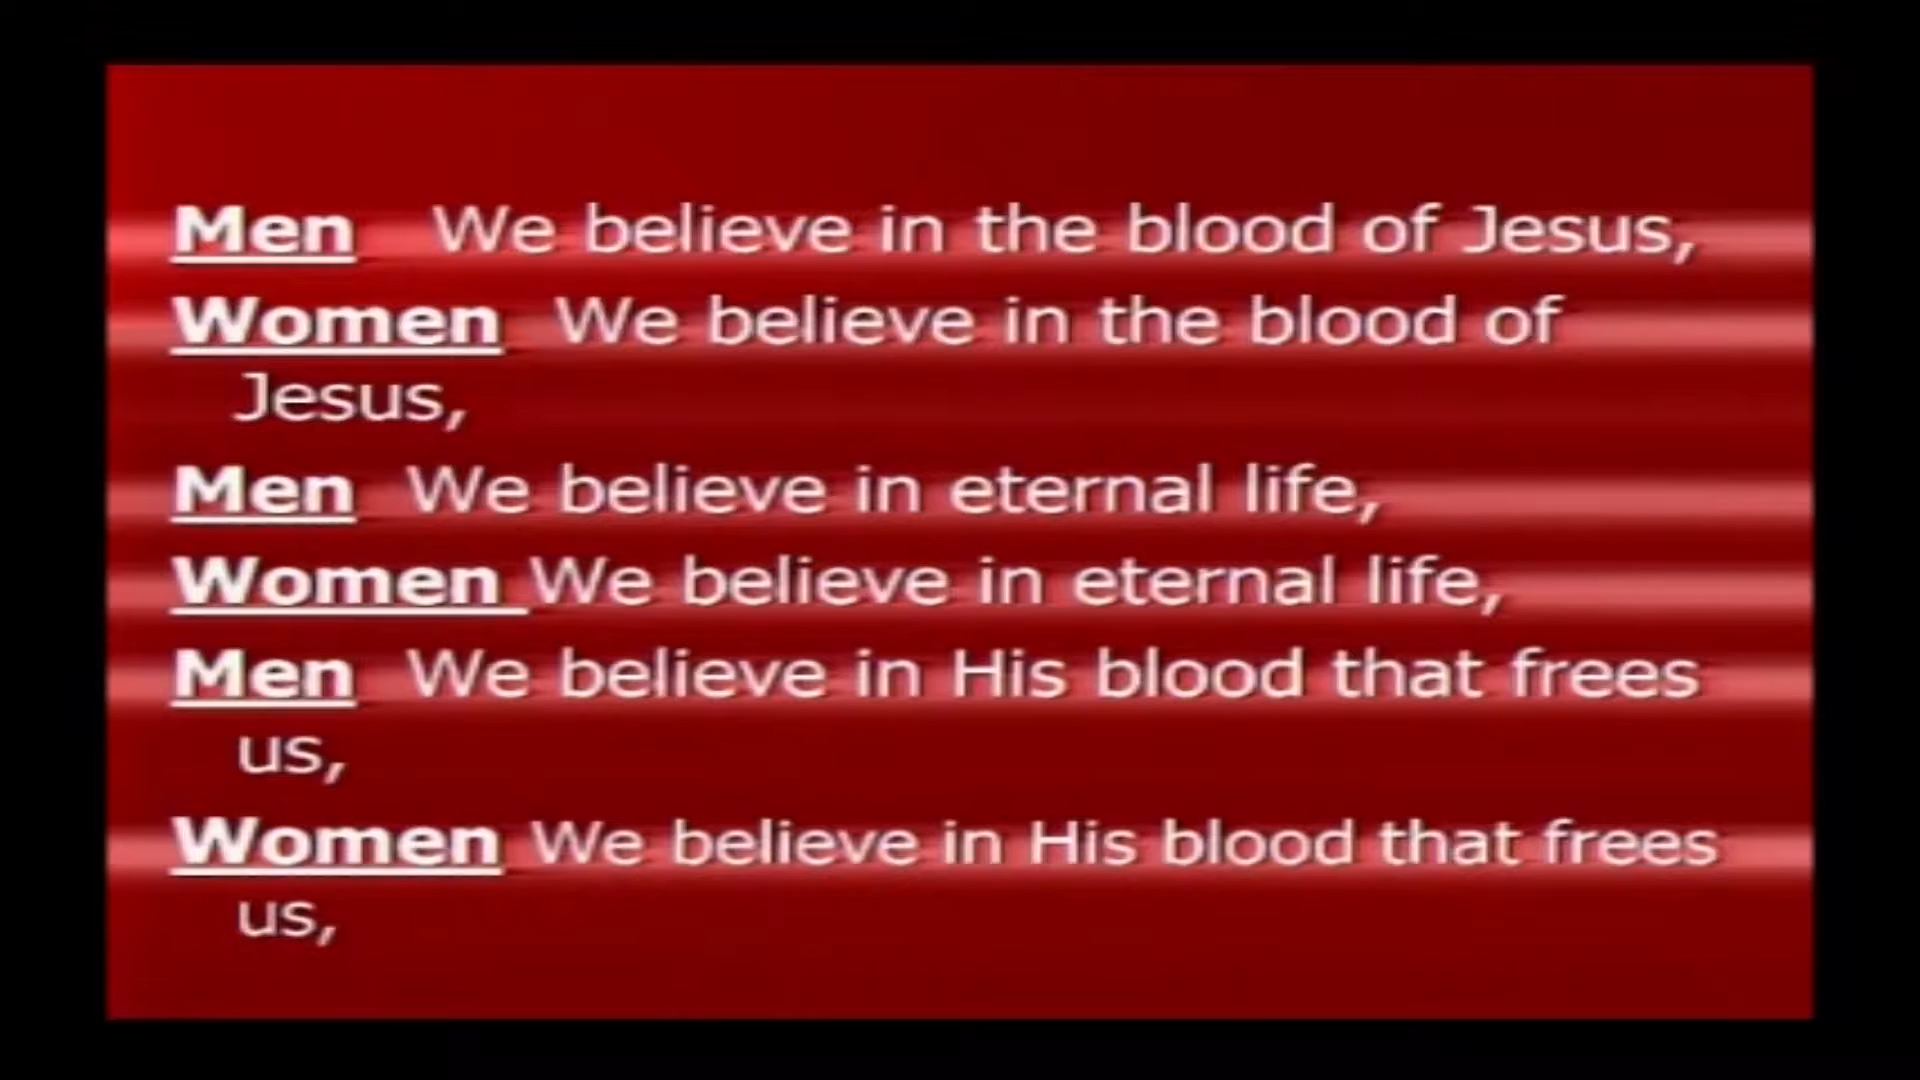 Men We believe in the blood of Jesus,
Women We believe in the blood of
Jesus,
Men We believe in eternal life,
Women We believe in eternal life,
Men We believe in His blood that frees
us,
Women We believe in His blood that frees
us,